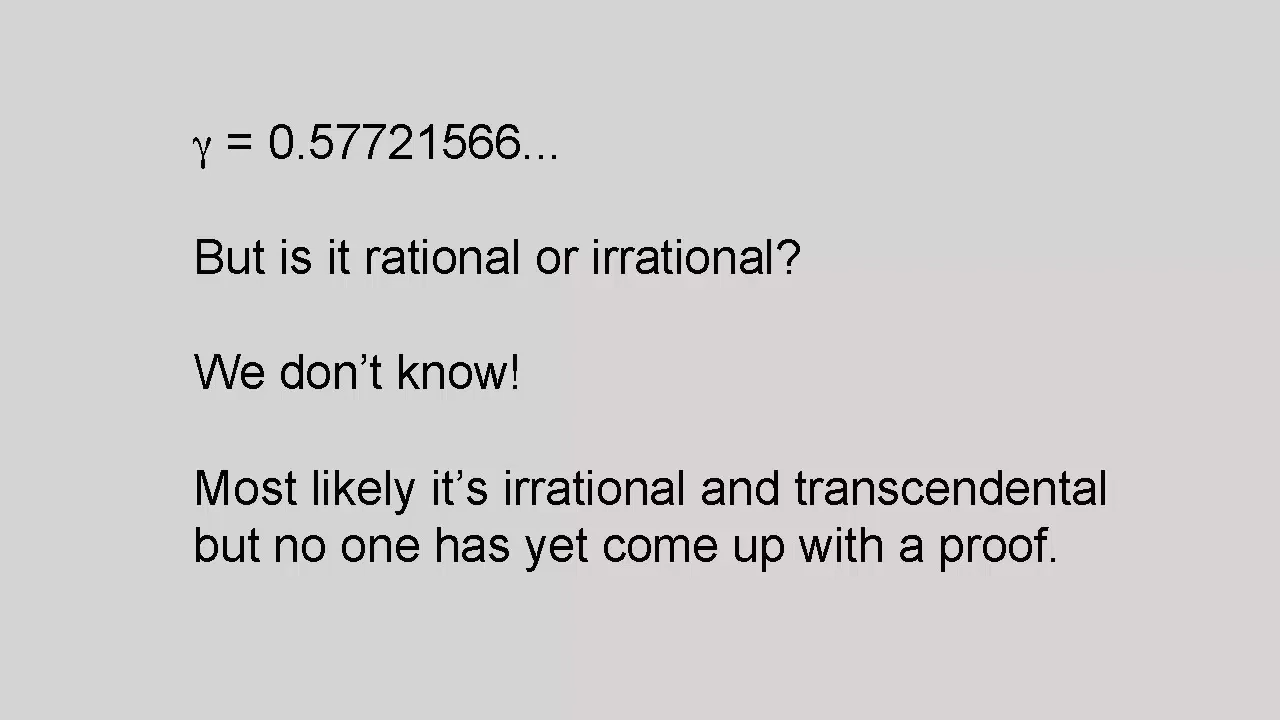 γ = 0.57721566...
But is it rational or irrational?
We don’t know!
Most likely it’s irrational and transcendental
but no one has yet come up with a proof.